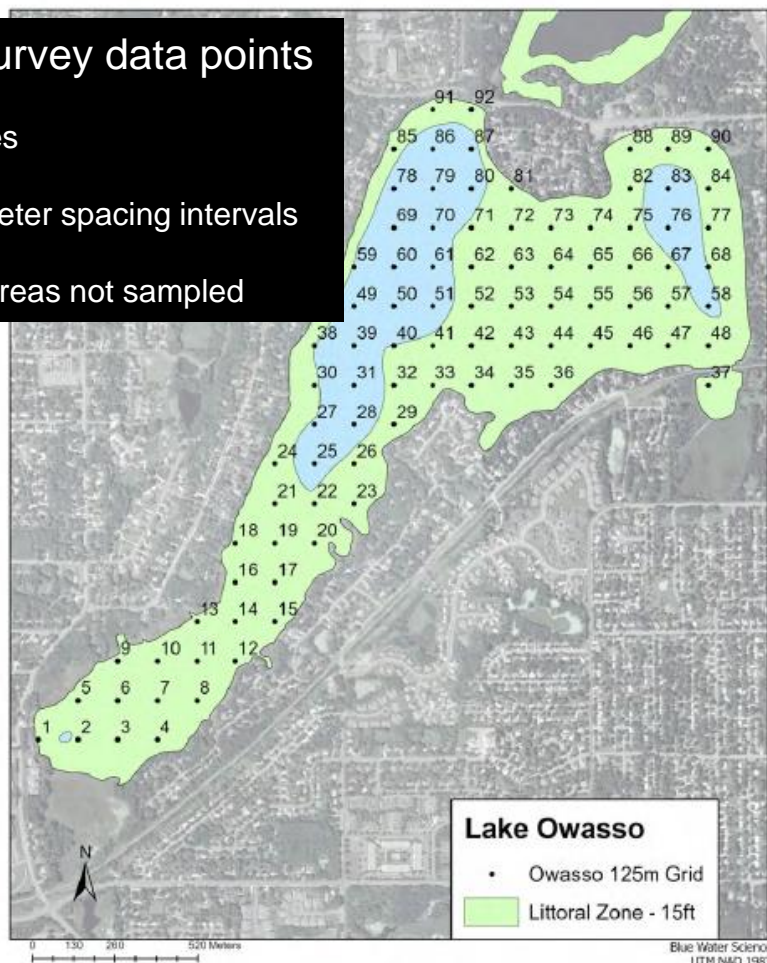 urvey data points
es
eter spacing intervals
reas not sampled
91 92
85 86 87 88 89 90
78 79 80 81 82 83 84
69 70 71 72 73 74 75 76 77
59 60 61 62 63 64 65 66 67 68
49 50 51 52 53 54 55 56 57 58
38 39 40 41 42 43 44 45 46 47 48
30 31 32 33 34 35 36 37
27 28 29
24 25 26
21 22 23
18 19 20
16 17
13 14 15
9 10 11 12
5 6 7 8
1 2 3 4
N
Lake Owasso
Owasso 125m Grid
Littoral Zone - 15ft
0 130 260 520 Meters
Blue Water Science
UTM NAD 198